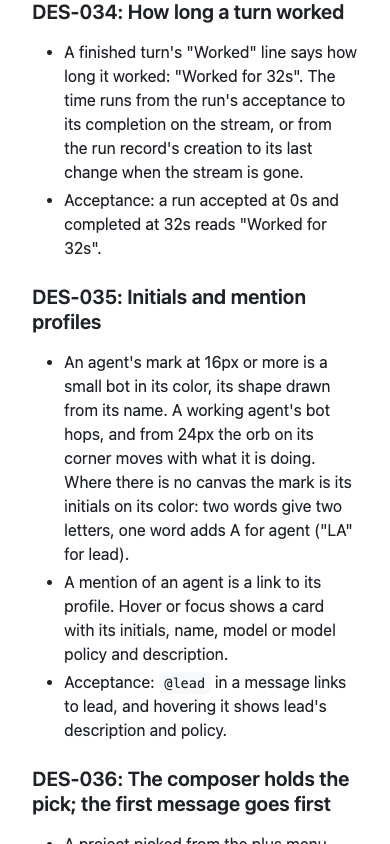 DES-034: How long a turn worked
• A finished turn's "Worked" line says how
long it worked: "Worked for 32s". The
time runs from the run's acceptance to
its completion on the stream, or from
the run record's creation to its last
change when the stream is gone.
• Acceptance: a run accepted at 0s and
completed at 32s reads "Worked for
32s".
DES-035: Initials and mention
profiles
• An agent's mark at 16px or more is a
small bot in its color, its shape drawn
from its name. A working agent's bot
hops, and from 24px the orb on its
corner moves with what it is doing.
Where there is no canvas the mark is its
initials on its color: two words give two
letters, one word adds A for agent ("LA"
for lead).
• A mention of an agent is a link to its
profile. Hover or focus shows a card
with its initials, name, model or model
policy and description.
• Acceptance: @lead in a message links
to lead, and hovering it shows lead's
description and policy.
DES-036: The composer holds the
pick; the first message goes first
• A project picked from the plus menu